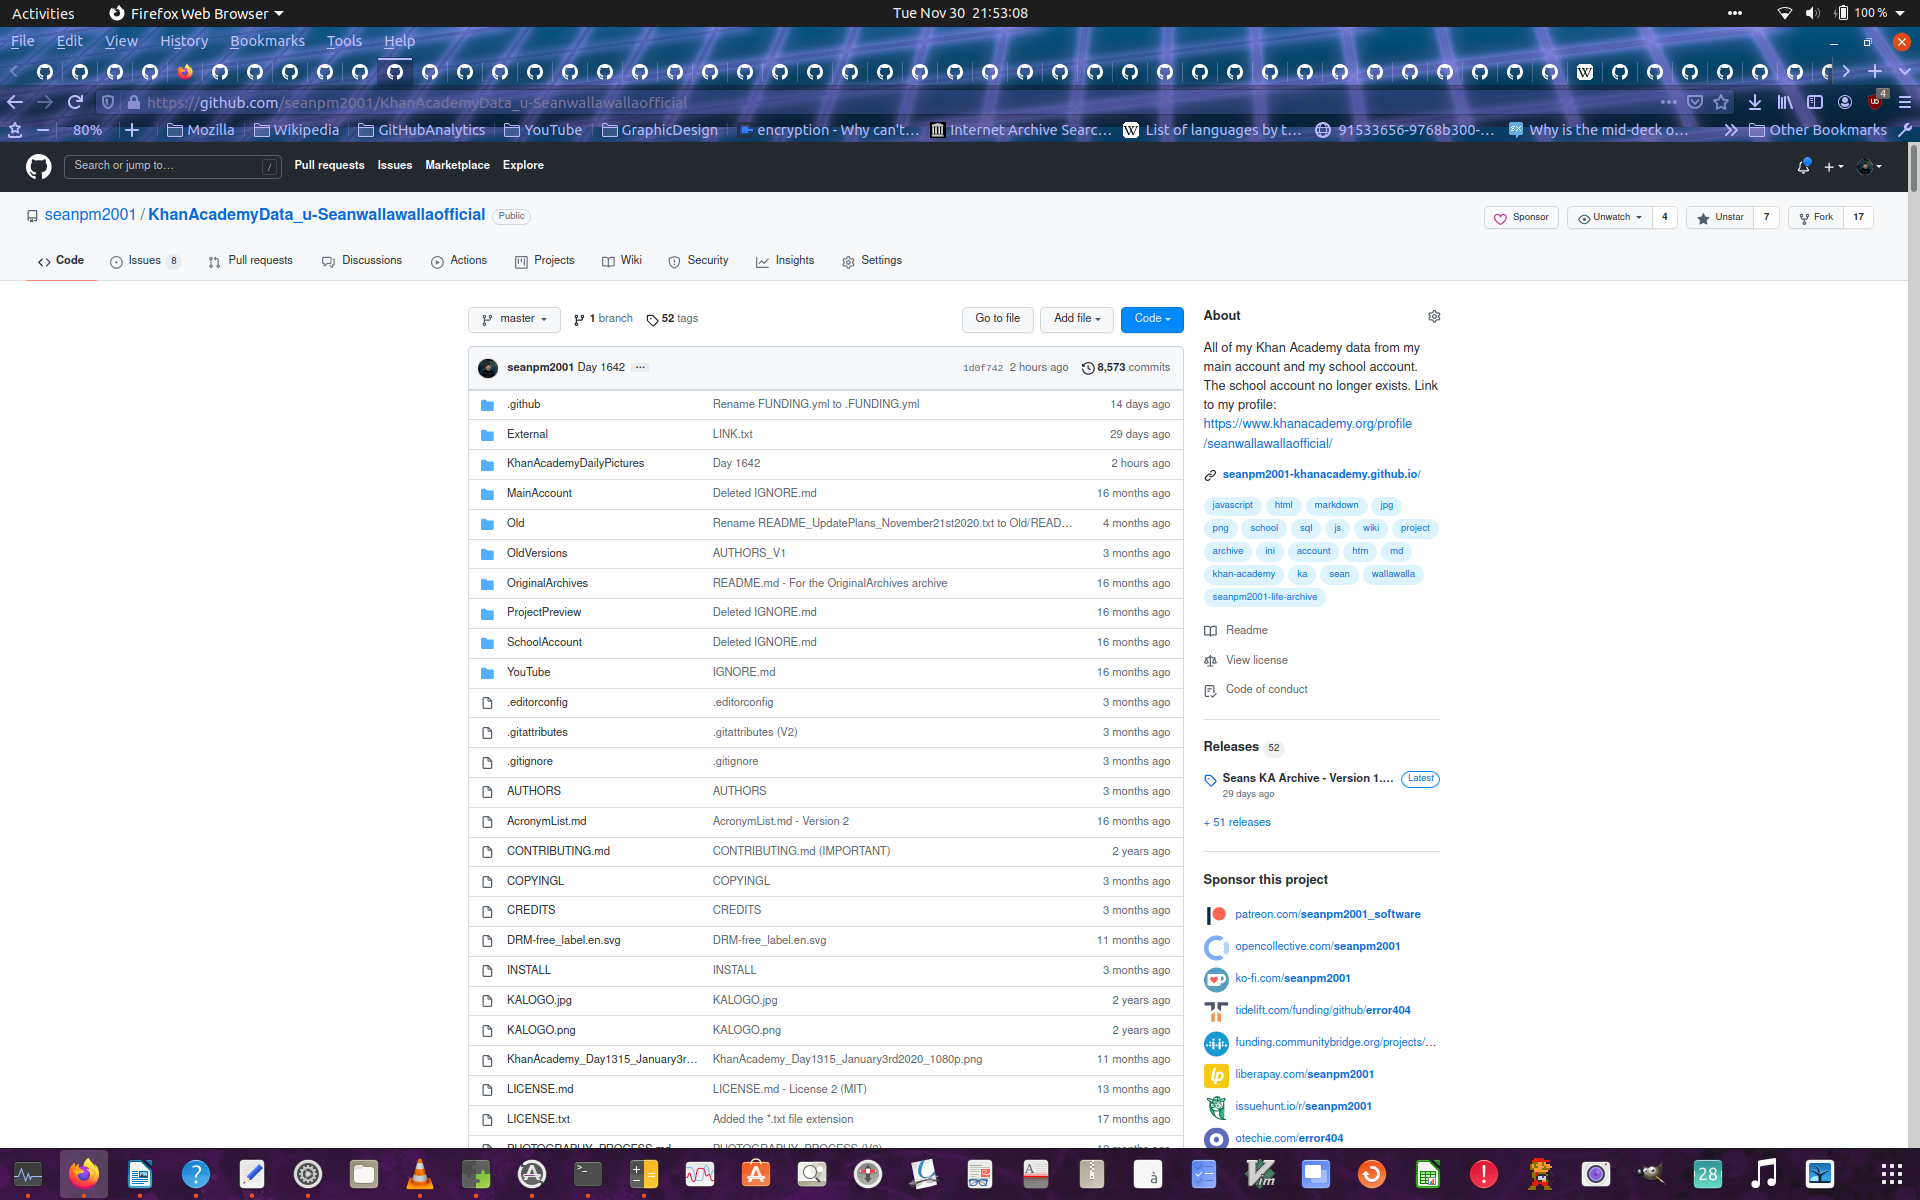 Activities
Firefox Web Browser
Tue Nov 30 21:53:08
100 %
File Edit View History Bookmarks Tools Help
https://github.com/seanpm2001/KhanAcademyData_u-Seanwallawallaofficial
4
80%
Mozilla
Wikipedia
GitHubAnalytics
YouTube
GraphicDesign
encryption - Why can't…
Internet Archive Searc…
List of languages by t…
91533656-9768b300-…
Why is the mid-deck o…
Other Bookmarks
Search or jump to…
/
Pull requests Issues Marketplace Explore
seanpm2001 / KhanAcademyData_u-Seanwallawallaofficial
Public
Sponsor
Unwatch 4
Unstar 7
Fork 17
Code
Issues 8
Pull requests
Discussions
Actions
Projects
Wiki
Security
Insights
Settings
master
1 branch
52 tags
Go to file
Add file
Code
seanpm2001 Day 1642 ... 1d0f742 2 hours ago 8,573 commits
.github Rename FUNDING.yml to .FUNDING.yml 14 days ago
External LINK.txt 29 days ago
KhanAcademyDailyPictures Day 1642 2 hours ago
MainAccount Deleted IGNORE.md 16 months ago
Old Rename README_UpdatePlans_November21st2020.txt to Old/READ… 4 months ago
OldVersions AUTHORS_V1 3 months ago
OriginalArchives README.md - For the OriginalArchives archive 16 months ago
ProjectPreview Deleted IGNORE.md 16 months ago
SchoolAccount Deleted IGNORE.md 16 months ago
YouTube IGNORE.md 16 months ago
.editorconfig .editorconfig 3 months ago
.gitattributes .gitattributes (V2) 3 months ago
.gitignore .gitignore 3 months ago
AUTHORS AUTHORS 3 months ago
AcronymList.md AcronymList.md - Version 2 16 months ago
CONTRIBUTING.md CONTRIBUTING.md (IMPORTANT) 2 years ago
COPYINGL COPYINGL 3 months ago
CREDITS CREDITS 3 months ago
DRM-free_label.en.svg DRM-free_label.en.svg 11 months ago
INSTALL INSTALL 3 months ago
KALOGO.jpg KALOGO.jpg 2 years ago
KALOGO.png KALOGO.png 2 years ago
KhanAcademy_Day1315_January3r… KhanAcademy_Day1315_January3rd2020_1080p.png 11 months ago
LICENSE.md LICENSE.md - License 2 (MIT) 13 months ago
LICENSE.txt Added the *.txt file extension 17 months ago
About
All of my Khan Academy data from my
main account and my school account.
The school account no longer exists. Link
to my profile:
https://www.khanacademy.org/profile
/seanwallawallaofficial/
seanpm2001-khanacademy.github.io/
javascript html markdown jpg
png school sql js wiki project
archive ini account htm md
khan-academy ka sean wallawalla
seanpm2001-life-archive
Readme
View license
Code of conduct
Releases 52
Seans KA Archive - Version 1.… Latest
29 days ago
+ 51 releases
Sponsor this project
patreon.com/seanpm2001_software
opencollective.com/seanpm2001
ko-fi.com/seanpm2001
tidelift.com/funding/github/error404
funding.communitybridge.org/projects/…
liberapay.com/seanpm2001
issuehunt.io/r/seanpm2001
otechie.com/error404
28